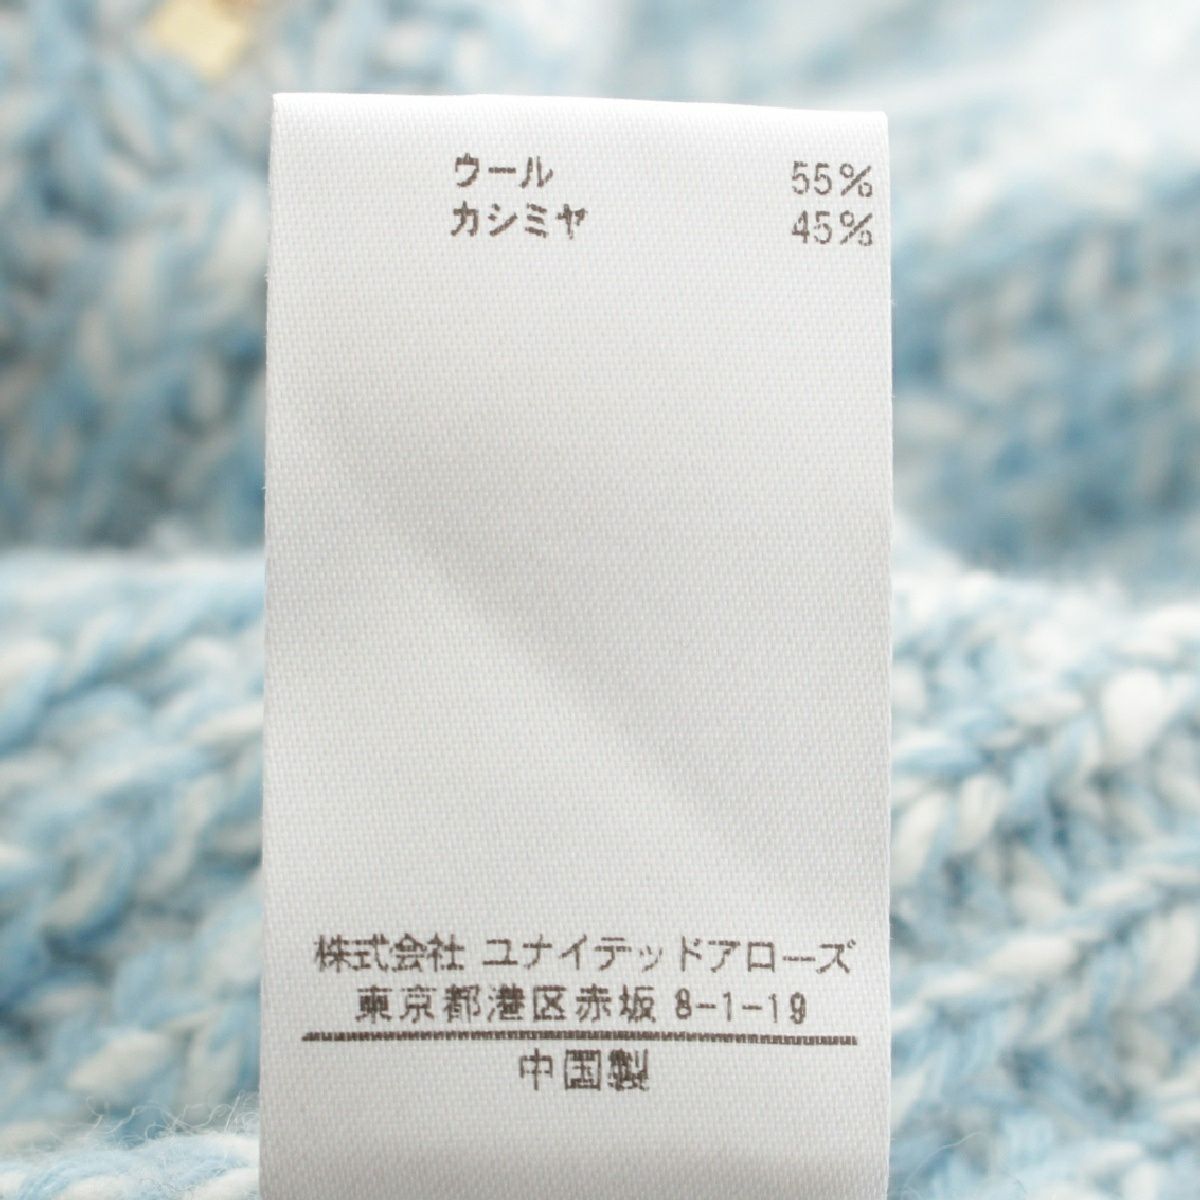 ウール 55%
カシミヤ 45%
株式会社 ユナイテッドアローズ
東京都港区赤坂 8-1-19
中国製